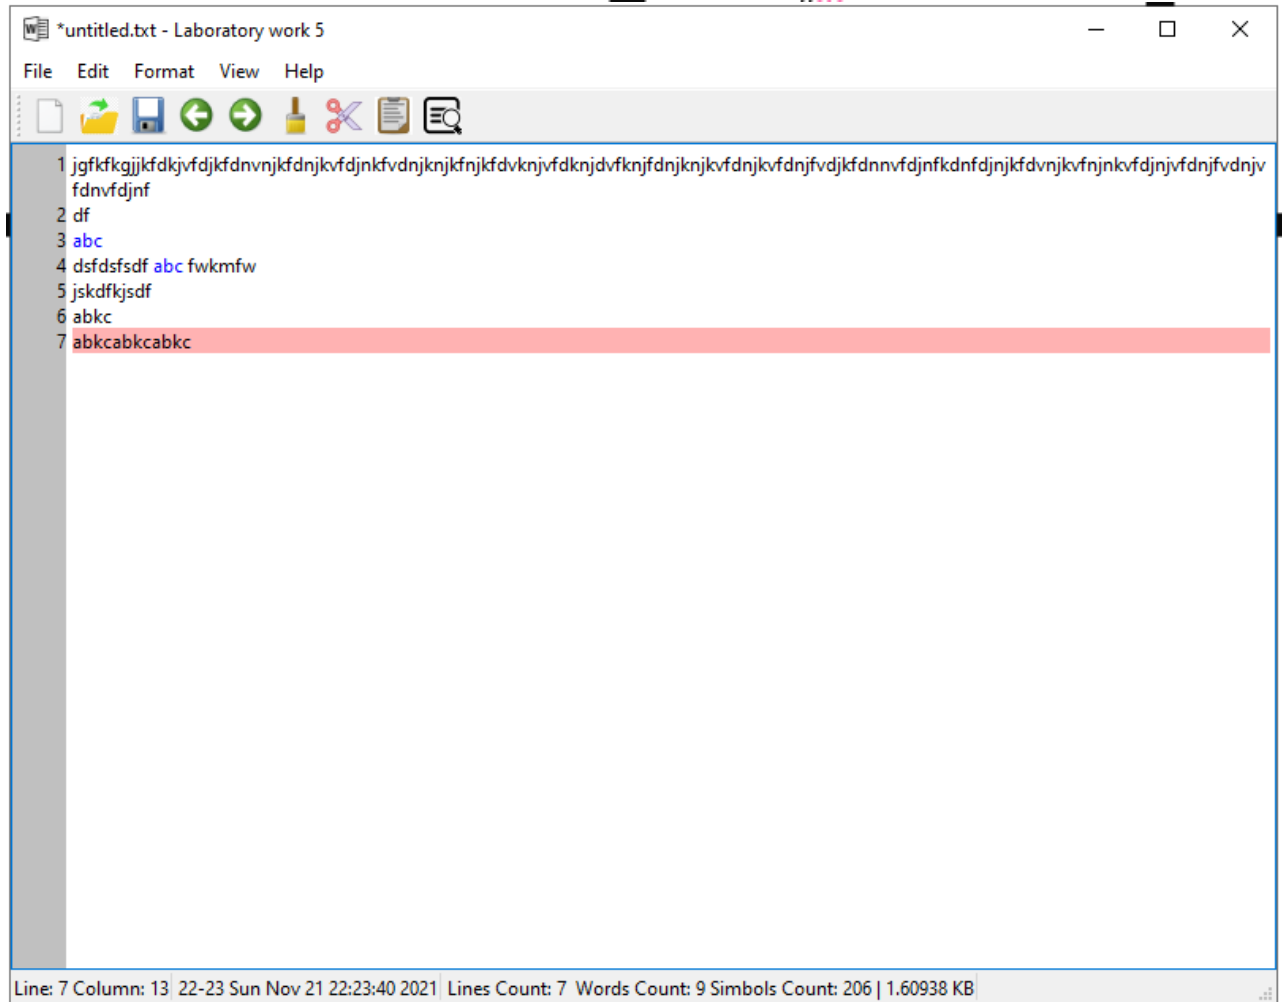 *untitled.txt - Laboratory work 5
File Edit Format View Help
1 jgfkfkgjjkfdkjvfdjkfdnvnjkfdnjkvfdjnkfvdnjknjkfnjkfdvknjvfdknjdvfknjfdnjknjkvfdnjkvfdnjfvdjkfdnnvfdjnfkdnfdjnjkfdvnjkvfnjnkvfdjnjvfdnjfvdnjv
fdnvfdjnf
2 df
3 abc
4 dsfdsfsdf abc fwkmfw
5 jskdfkjsdf
6 abkc
7 abkcabkcabkc
Line: 7 Column: 13 22-23 Sun Nov 21 22:23:40 2021 Lines Count: 7 Words Count: 9 Simbols Count: 206 | 1.60938 KB